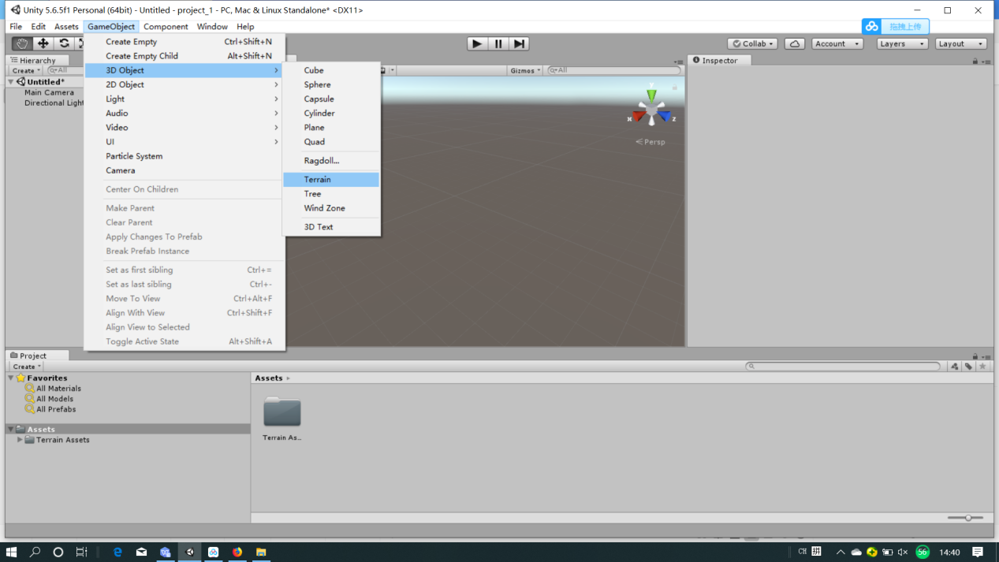 Unity 5.6.5f1 Personal (64bit) - Untitled - project_1 - PC, Mac & Linux Standalone* <DX11>
File Edit Assets GameObject Component Window Help
拖拽上传
Collab Account Layers Layout
Hierarchy
Create All
Untitled*
Main Camera
Directional Light
Create Empty Ctrl+Shift+N
Create Empty Child Alt+Shift+N
3D Object
2D Object
Light
Audio
Video
UI
Particle System
Camera
Center On Children
Make Parent
Clear Parent
Apply Changes To Prefab
Break Prefab Instance
Set as first sibling Ctrl+=
Set as last sibling Ctrl+-
Move To View Ctrl+Alt+F
Align With View Ctrl+Shift+F
Align View to Selected
Toggle Active State Alt+Shift+A
Cube
Sphere
Capsule
Cylinder
Plane
Quad
Ragdoll...
Terrain
Tree
Wind Zone
3D Text
Gizmos All
y
x z
Persp
Inspector
Project
Create
Favorites
All Materials
All Models
All Prefabs
Assets
Terrain Assets
Assets
Terrain As...
CH 拼 56 14:40